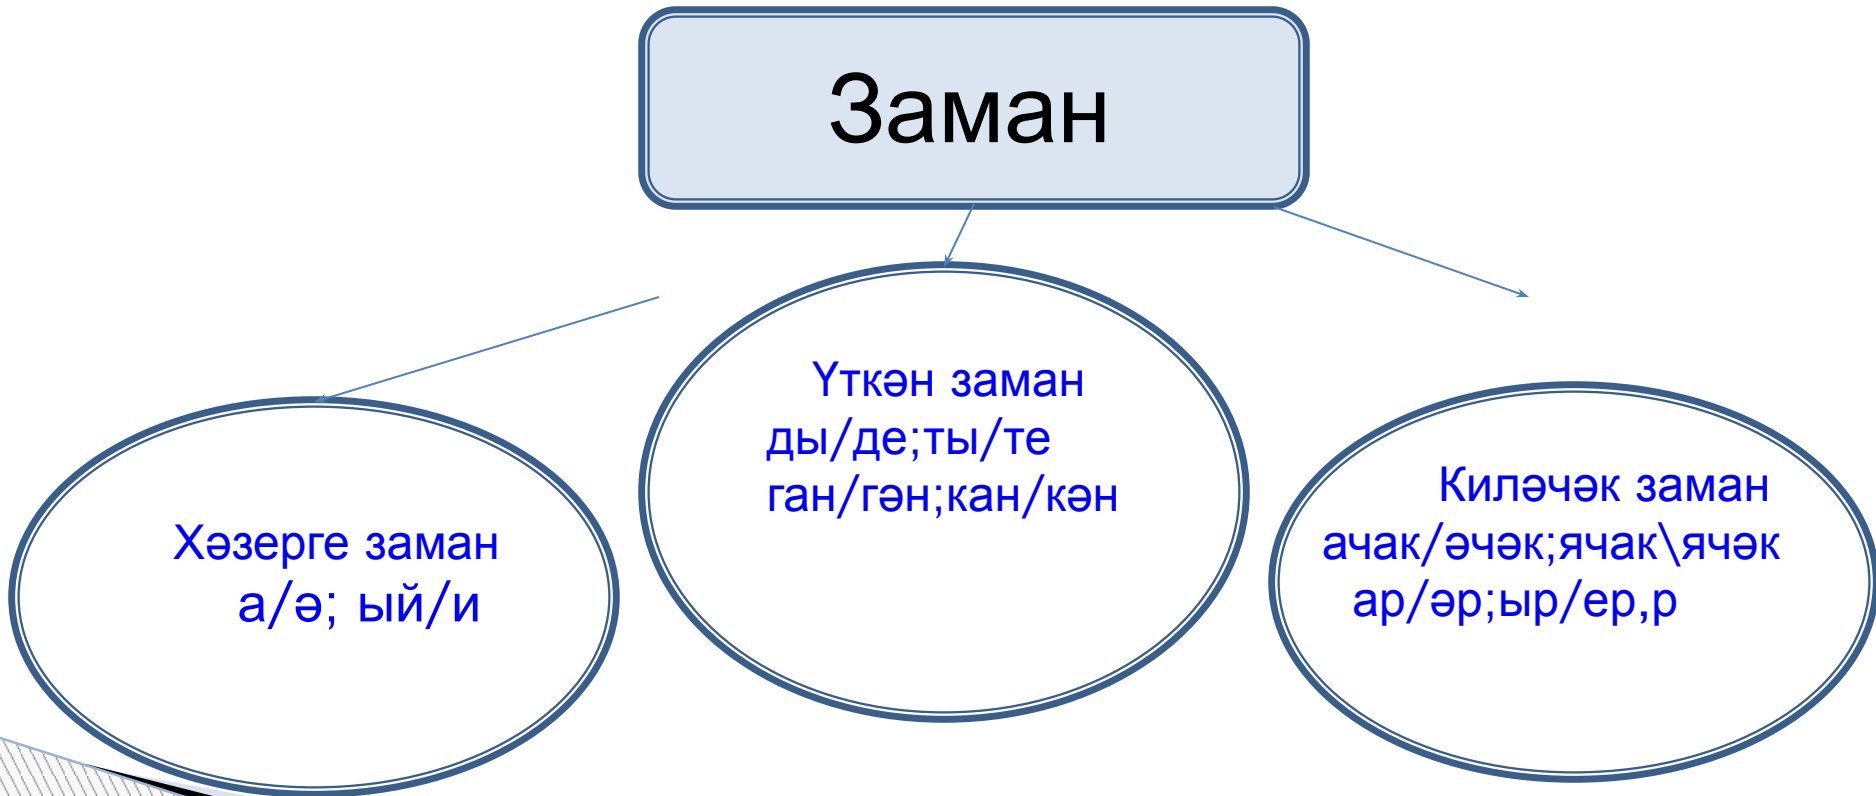 Заман
Хәзерге заман
а/ә; ый/и
Үткән заман
ды/де;ты/те
ган/гән;кан/кән
Киләчәк заман
ачак/әчәк;ячак\ячәк
ар/әр;ыр/ер,р